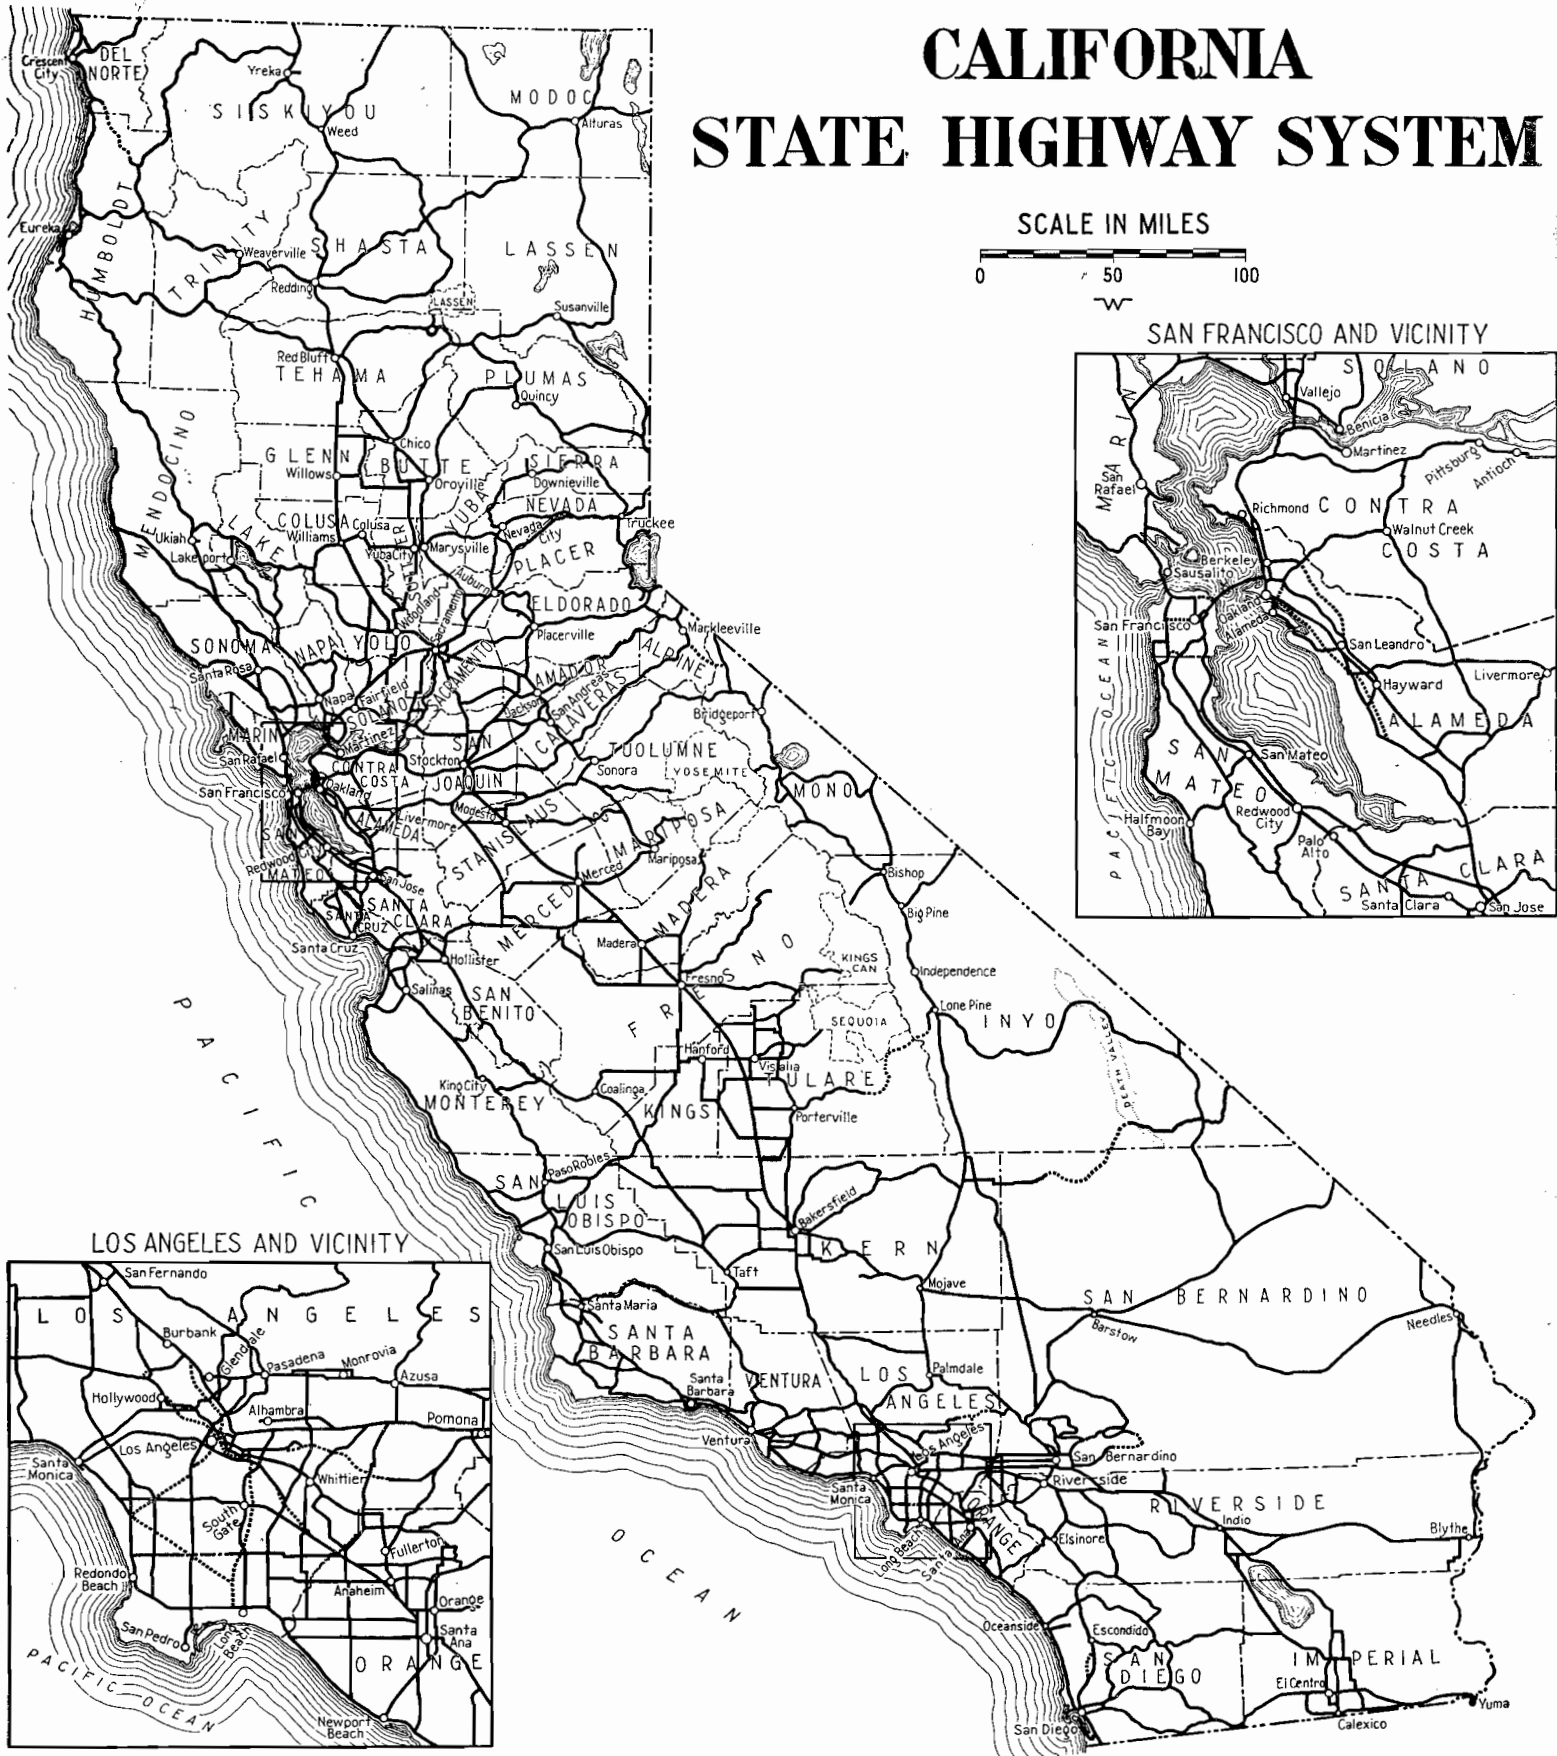 CALIFORNIA
STATE HIGHWAY SYSTEM
SCALE IN MILES
0 50 100
SAN FRANCISCO AND VICINITY
SOLANO
Vallejo
Benicia
Martinez
Pittsburg
Antioch
MARIN
San
Rafael
Richmond
CONTRA
COSTA
Walnut Creek
Berkeley
Sausalito
Oakland
Alameda
San Francisco
San Leandro
Hayward
Livermore
ALAMEDA
PACIFIC OCEAN
SAN
MATEO
San Mateo
Halfmoon
Bay
Redwood
City
Palo
Alto
SANTA CLARA
Santa Clara
San Jose
Crescent
City
DEL
NORTE
Yreka
SISKIYOU
Weed
MODOC
Alturas
Eureka
HUMBOLDT
TRINITY
Weaverville
SHASTA
Redding
LASSEN
LASSEN
Susanville
Red Bluff
TEHAMA
PLUMAS
Quincy
MENDOCINO
GLENN
Willows
Chico
BUTTE
Oroville
SIERRA
Downieville
YUBA
NEVADA
Nevada
City
Truckee
COLUSA
Colusa
Williams
Ukiah
Lakeport
LAKE
Yuba City
SUTTER
Marysville
PLACER
Auburn
ELDORADO
Placerville
Woodland
Sacramento
SONOMA
NAPA
YOLO
Santa Rosa
Napa
Fairfield
SOLANO
SACRAMENTO
AMADOR
Jackson
San Andreas
CALAVERAS
ALPINE
Markleeville
MARIN
San Rafael
Martinez
CONTRA
COSTA
Stockton
SAN
JOAQUIN
TUOLUMNE
Sonora
YOSEMITE
Bridgeport
MONO
San Francisco
Oakland
ALAMEDA
Livermore
Modesto
STANISLAUS
MARIPOSA
Mariposa
SAN
MATEO
Redwood City
San Jose
SANTA
CLARA
SANTA
CRUZ
Santa Cruz
MERCED
Merced
MADERA
Madera
Bishop
Big Pine
Hollister
Salinas
SAN
BENITO
FRESNO
Fresno
KINGS
CAN
SEQUOIA
Independence
Lone Pine
INYO
DEATH VALLEY
Hanford
Visalia
TULARE
KINGS
Porterville
King City
MONTEREY
Coalinga
Paso Robles
SAN
LUIS
OBISPO
San Luis Obispo
Bakersfield
KERN
Taft
Mojave
SAN BERNARDINO
Barstow
Needles
Santa Maria
SANTA
BARBARA
Santa
Barbara
VENTURA
Ventura
LOS
ANGELES
Palmdale
Los Angeles
San Bernardino
Riverside
Santa
Monica
Long Beach
Santa Ana
ORANGE
Elsinore
RIVERSIDE
Indio
Blythe
Oceanside
Escondido
SAN
DIEGO
San Diego
IMPERIAL
El Centro
Calexico
Yuma
PACIFIC
OCEAN
LOS ANGELES AND VICINITY
San Fernando
LOS ANGELES
Burbank
Glendale
Pasadena
Monrovia
Azusa
Hollywood
Alhambra
Pomona
Los Angeles
Santa
Monica
Whittier
South
Gate
Fullerton
Redondo
Beach
Anaheim
Orange
San Pedro
Long
Beach
Santa
Ana
ORANGE
PACIFIC OCEAN
Newport
Beach